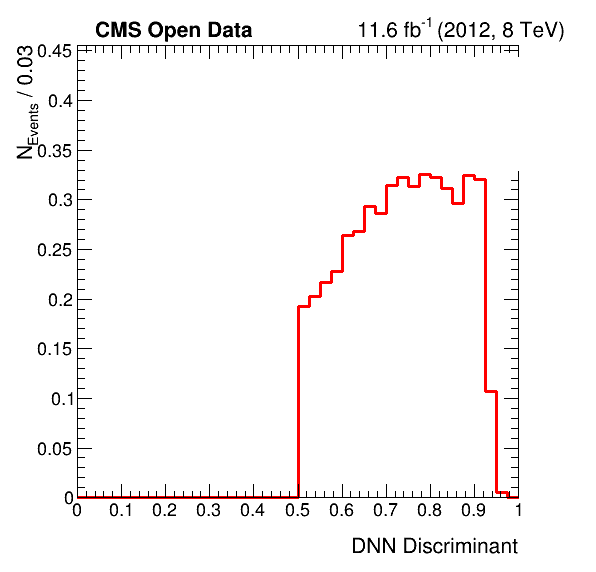 CMS Open Data 11.6 fb⁻¹ (2012, 8 TeV)
N_Events / 0.03
0.45
0.4
0.35
0.3
0.25
0.2
0.15
0.1
0.05
0
0 0.1 0.2 0.3 0.4 0.5 0.6 0.7 0.8 0.9 1
DNN Discriminant